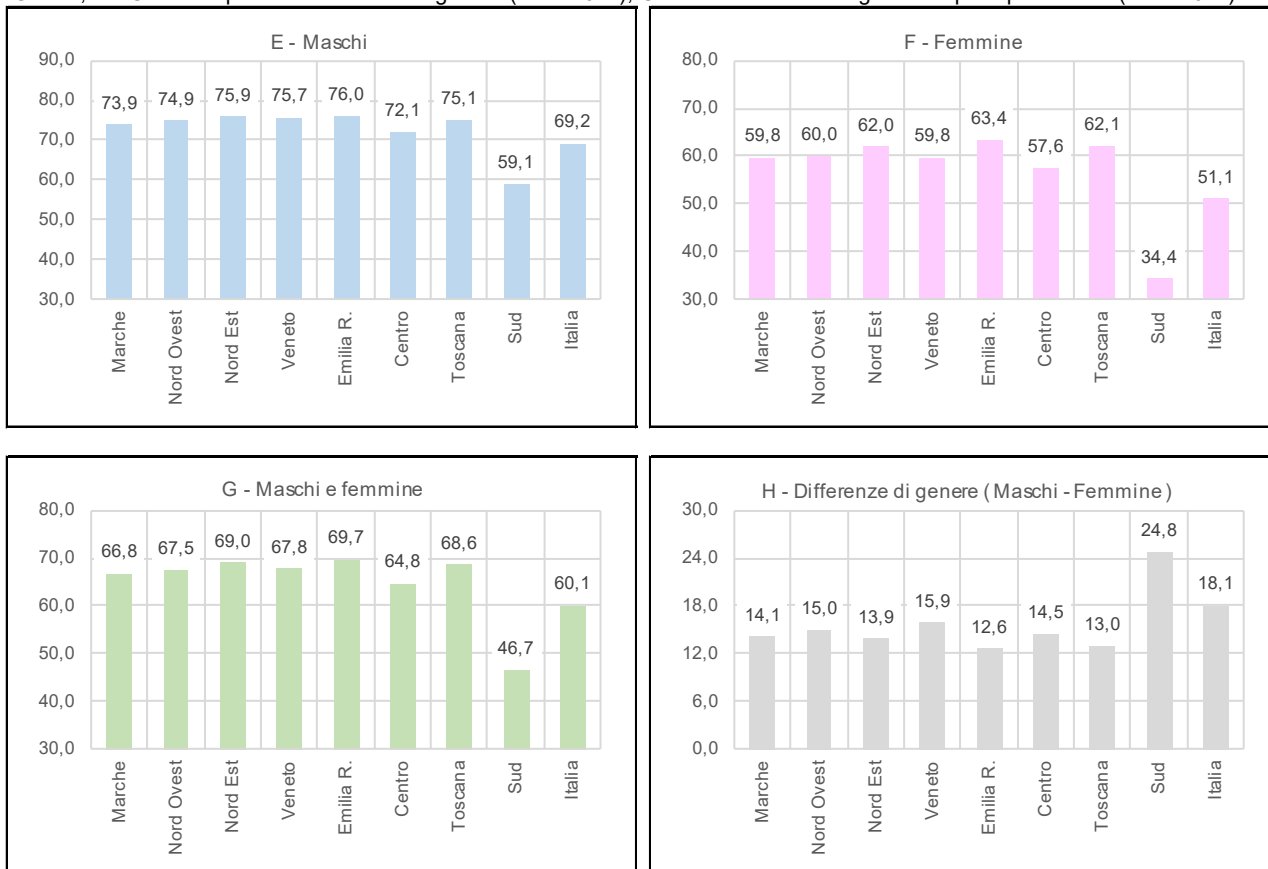 E - Maschi
90,0
80,0
70,0
60,0
50,0
40,0
30,0
73,9 74,9 75,9 75,7 76,0 72,1 75,1 59,1 69,2
Marche Nord Ovest Nord Est Veneto Emilia R. Centro Toscana Sud Italia
F - Femmine
80,0
70,0
60,0
50,0
40,0
30,0
59,8 60,0 62,0 59,8 63,4 57,6 62,1 34,4 51,1
Marche Nord Ovest Nord Est Veneto Emilia R. Centro Toscana Sud Italia
G - Maschi e femmine
80,0
70,0
60,0
50,0
40,0
30,0
66,8 67,5 69,0 67,8 69,7 64,8 68,6 46,7 60,1
Marche Nord Ovest Nord Est Veneto Emilia R. Centro Toscana Sud Italia
H - Differenze di genere ( Maschi - Femmine )
30,0
24,0
18,0
12,0
6,0
0,0
14,1 15,0 13,9 15,9 12,6 14,5 13,0 24,8 18,1
Marche Nord Ovest Nord Est Veneto Emilia R. Centro Toscana Sud Italia